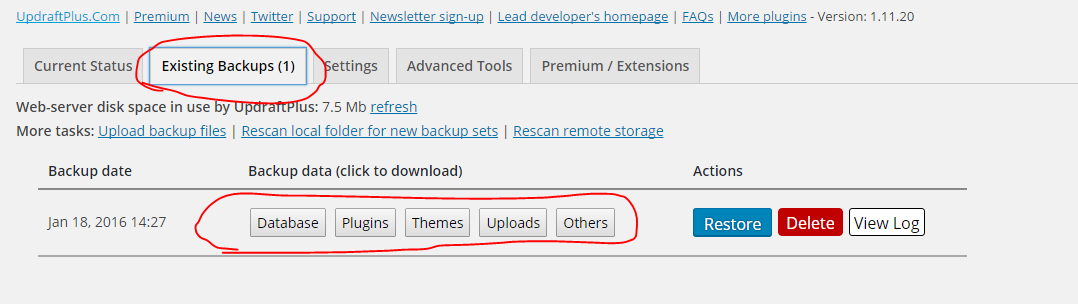 UpdraftPlus.Com | Premium | News | Twitter | Support | Newsletter sign-up | Lead developer's homepage | FAQs | More plugins - Version: 1.11.20
Current Status Existing Backups (1) Settings Advanced Tools Premium / Extensions
Web-server disk space in use by UpdraftPlus: 7.5 Mb refresh
More tasks: Upload backup files | Rescan local folder for new backup sets | Rescan remote storage
Backup date Backup data (click to download) Actions
Jan 18, 2016 14:27 Database Plugins Themes Uploads Others Restore Delete View Log